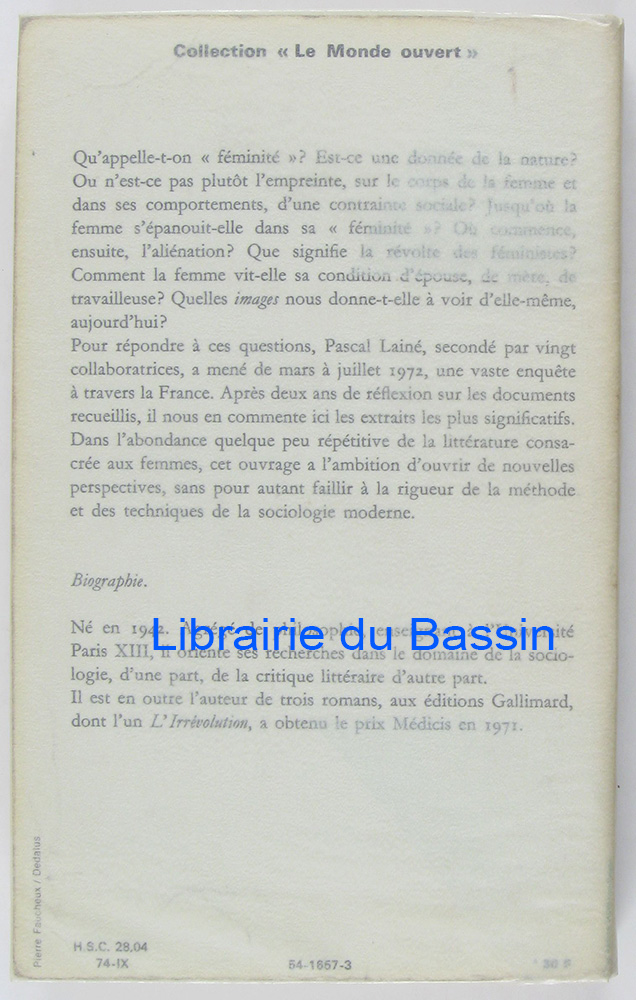 Collection « Le Monde ouvert »
Qu'appelle-t-on « féminité »? Est-ce une donnée de la nature?
Ou n'est-ce pas plutôt l'empreinte, sur le corps de la femme et
dans ses comportements, d'une contrainte sociale? Jusqu'où la
femme s'épanouit-elle dans sa « féminité »? Où commence,
ensuite, l'aliénation? Que signifie la révolte des féministes?
Comment la femme vit-elle sa condition d'épouse, de mère, de
travailleuse? Quelles images nous donne-t-elle à voir d'elle-même,
aujourd'hui?
Pour répondre à ces questions, Pascal Lainé, secondé par vingt
collaboratrices, a mené de mars à juillet 1972, une vaste enquête
à travers la France. Après deux ans de réflexion sur les documents
recueillis, il nous en commente ici les extraits les plus significatifs.
Dans l'abondance quelque peu répétitive de la littérature consa-
crée aux femmes, cet ouvrage a l'ambition d'ouvrir de nouvelles
perspectives, sans pour autant faillir à la rigueur de la méthode
et des techniques de la sociologie moderne.
Biographie.
Né en 1942. Agrégé de philosophie, à l'Université
Librairie du Bassin
Paris XIII, il oriente ses recherches dans le domaine de la socio-
logie, d'une part, de la critique littéraire d'autre part.
Il est en outre l'auteur de trois romans, aux éditions Gallimard,
dont l'un L'Irrévolution, a obtenu le prix Médicis en 1971.
Pierre Faucheux / Dedalus
H.S.C. 28,04
74-IX
64-1667-3
30 F